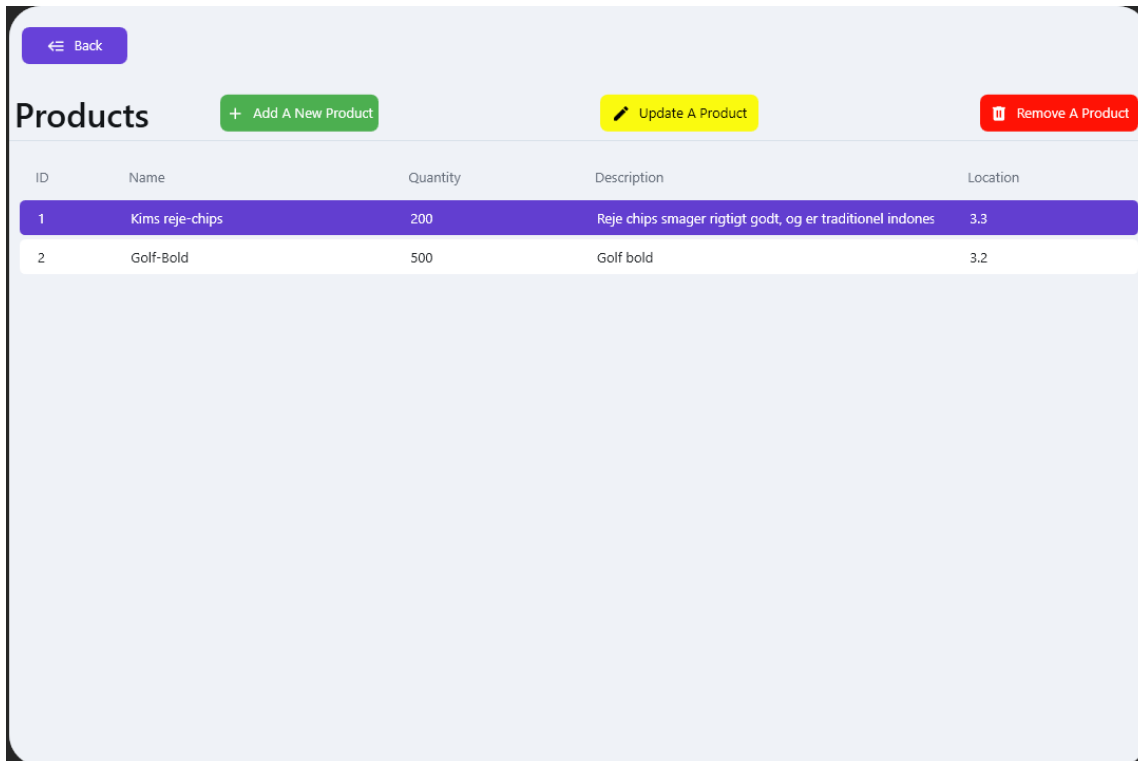 Back
Products Add A New Product Update A Product Remove A Product
ID Name Quantity Description Location
1 Kims reje-chips 200 Reje chips smager rigtigt godt, og er traditionel indones 3.3
2 Golf-Bold 500 Golf bold 3.2